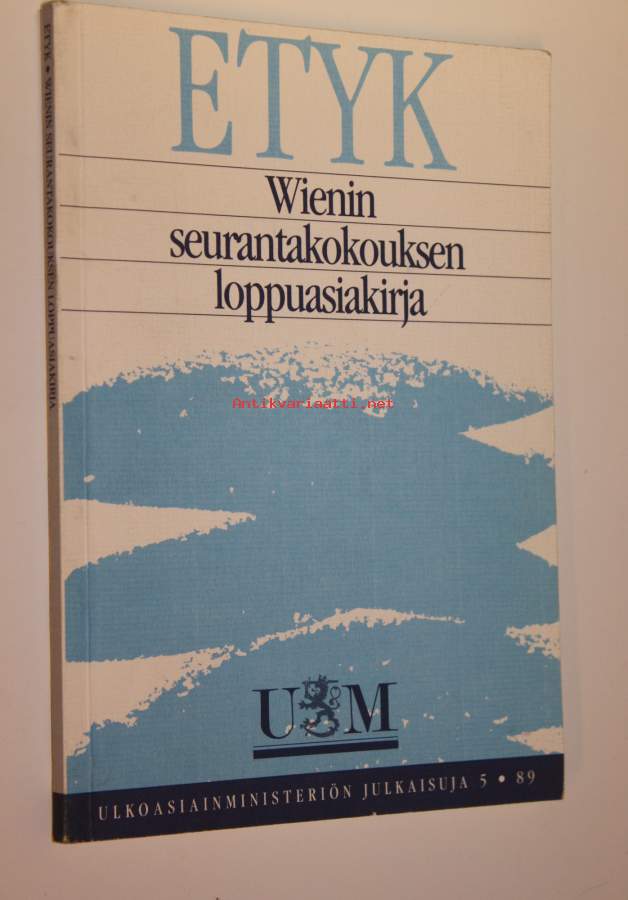 ETYK
Wienin
seurantakokouksen
loppuasiakirja
Antikvariaatti.net
UM
ULKOASIAINMINISTERIÖN JULKAISUJA 5 • 89
ETYK • WIENIN SEURANTAKOKOUKSEN LOPPUASIAKIRJA